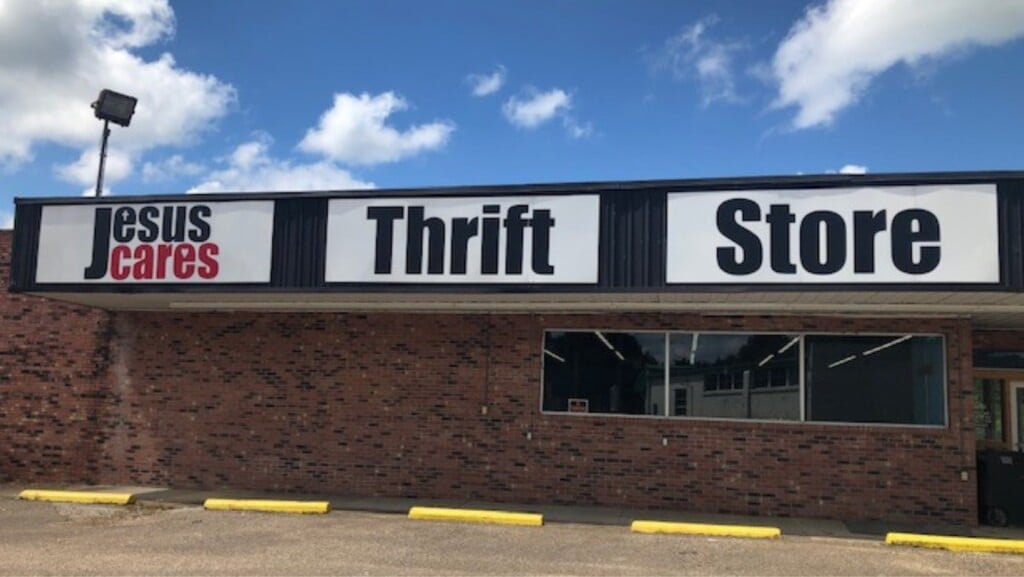 Jesus
cares
Thrift
Store